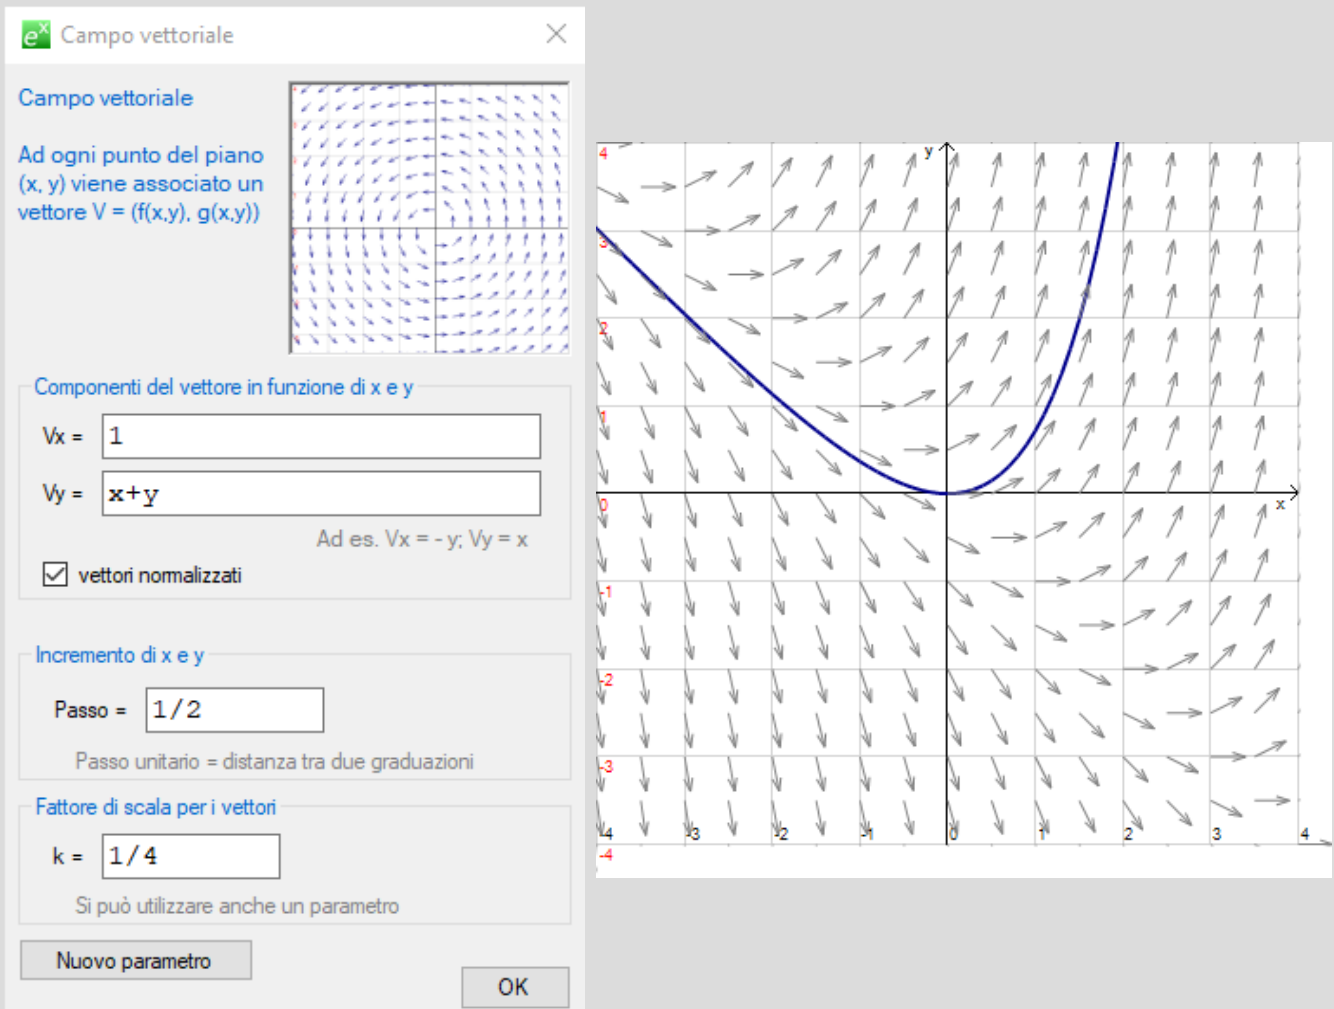 eˣ Campo vettoriale
Campo vettoriale
Ad ogni punto del piano
(x, y) viene associato un
vettore V = (f(x,y), g(x,y))
Componenti del vettore in funzione di x e y
Vx = 1
Vy = x+y
Ad es. Vx = - y; Vy = x
vettori normalizzati
Incremento di x e y
Passo = 1/2
Passo unitario = distanza tra due graduazioni
Fattore di scala per i vettori
k = 1/4
Si può utilizzare anche un parametro
Nuovo parametro
OK
4 y
3
2
1
0 x
-1
-2
-3
-4 -3 -2 -1 0 1 2 3 4
-4